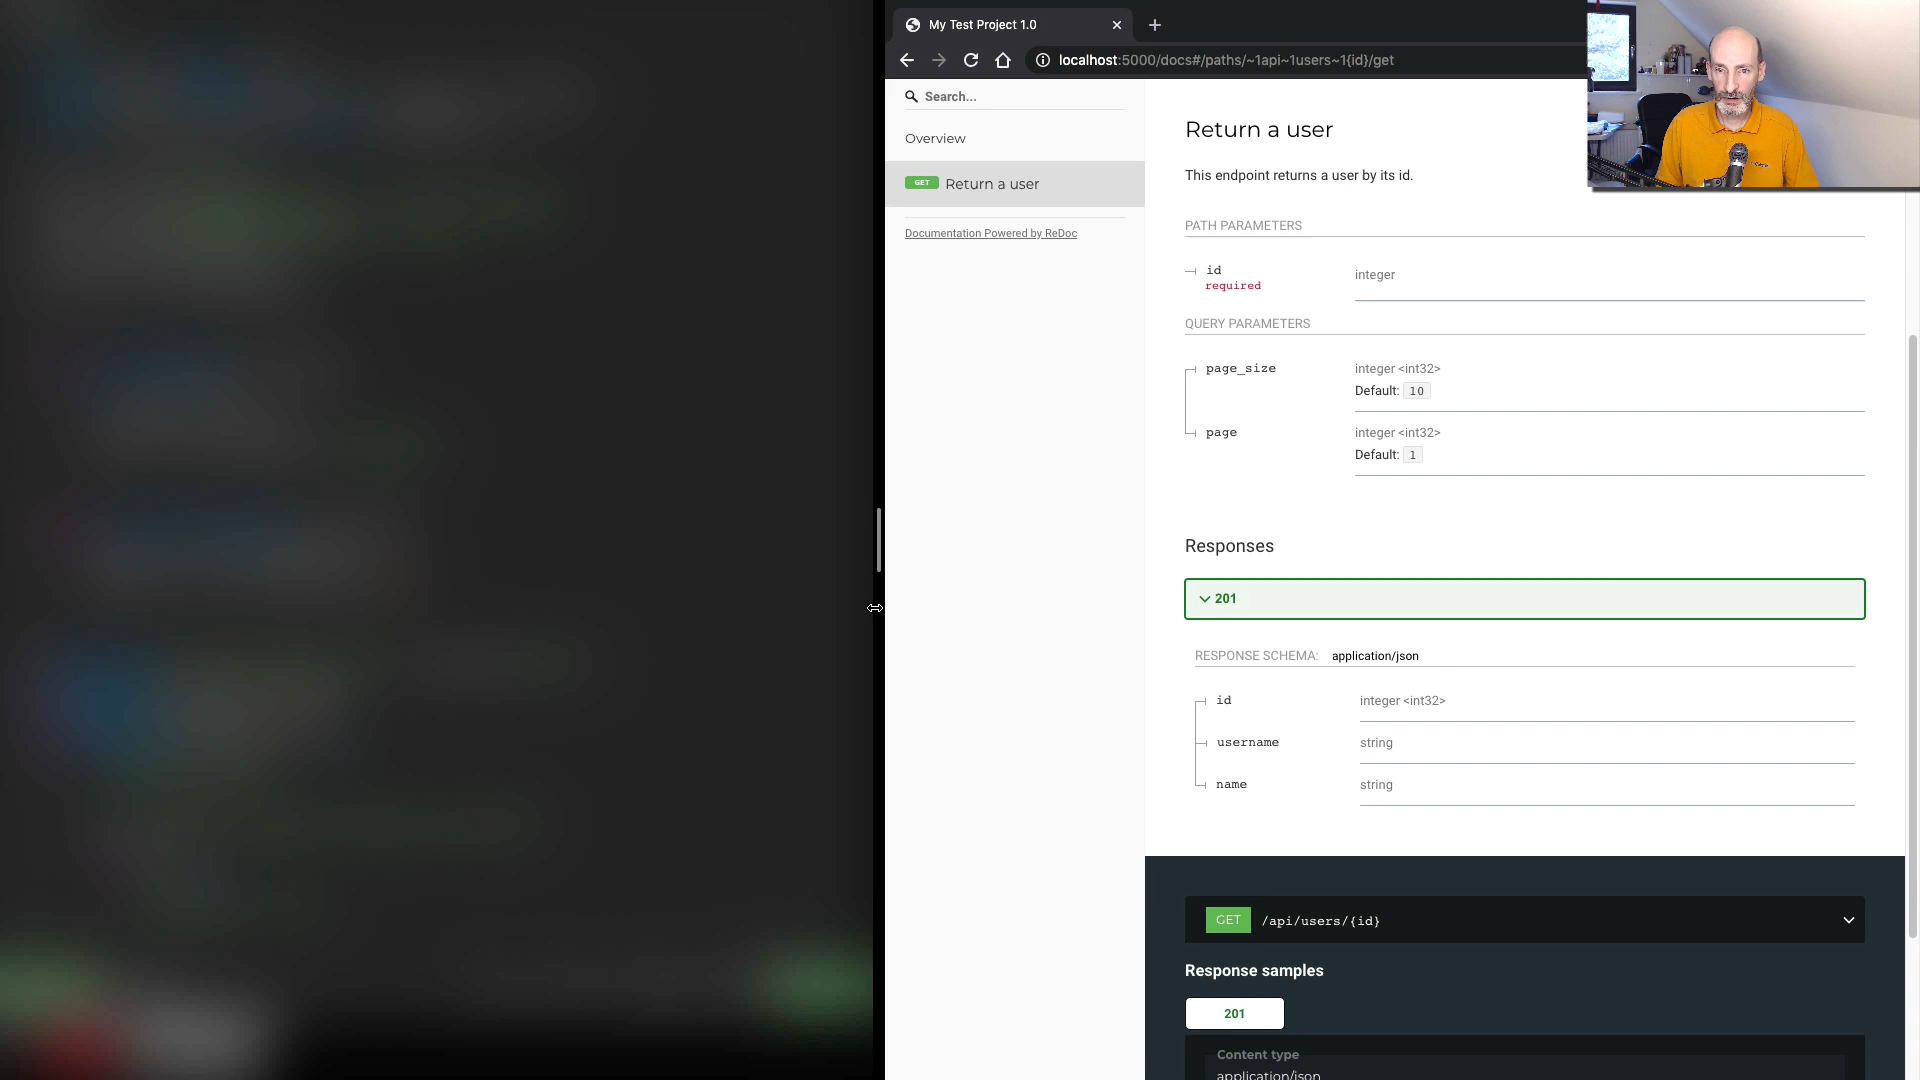 My Test Project 1.0
localhost:5000/docs#/paths/~1api~1users~1{id}/get
Search...
Overview
GET Return a user
Documentation Powered by ReDoc
Return a user
This endpoint returns a user by its id.
PATH PARAMETERS
id integer
required
QUERY PARAMETERS
page_size integer <int32>
Default: 10
page integer <int32>
Default: 1
Responses
201
RESPONSE SCHEMA: application/json
id integer <int32>
username string
name string
GET /api/users/{id}
Response samples
201
Content type
application/json